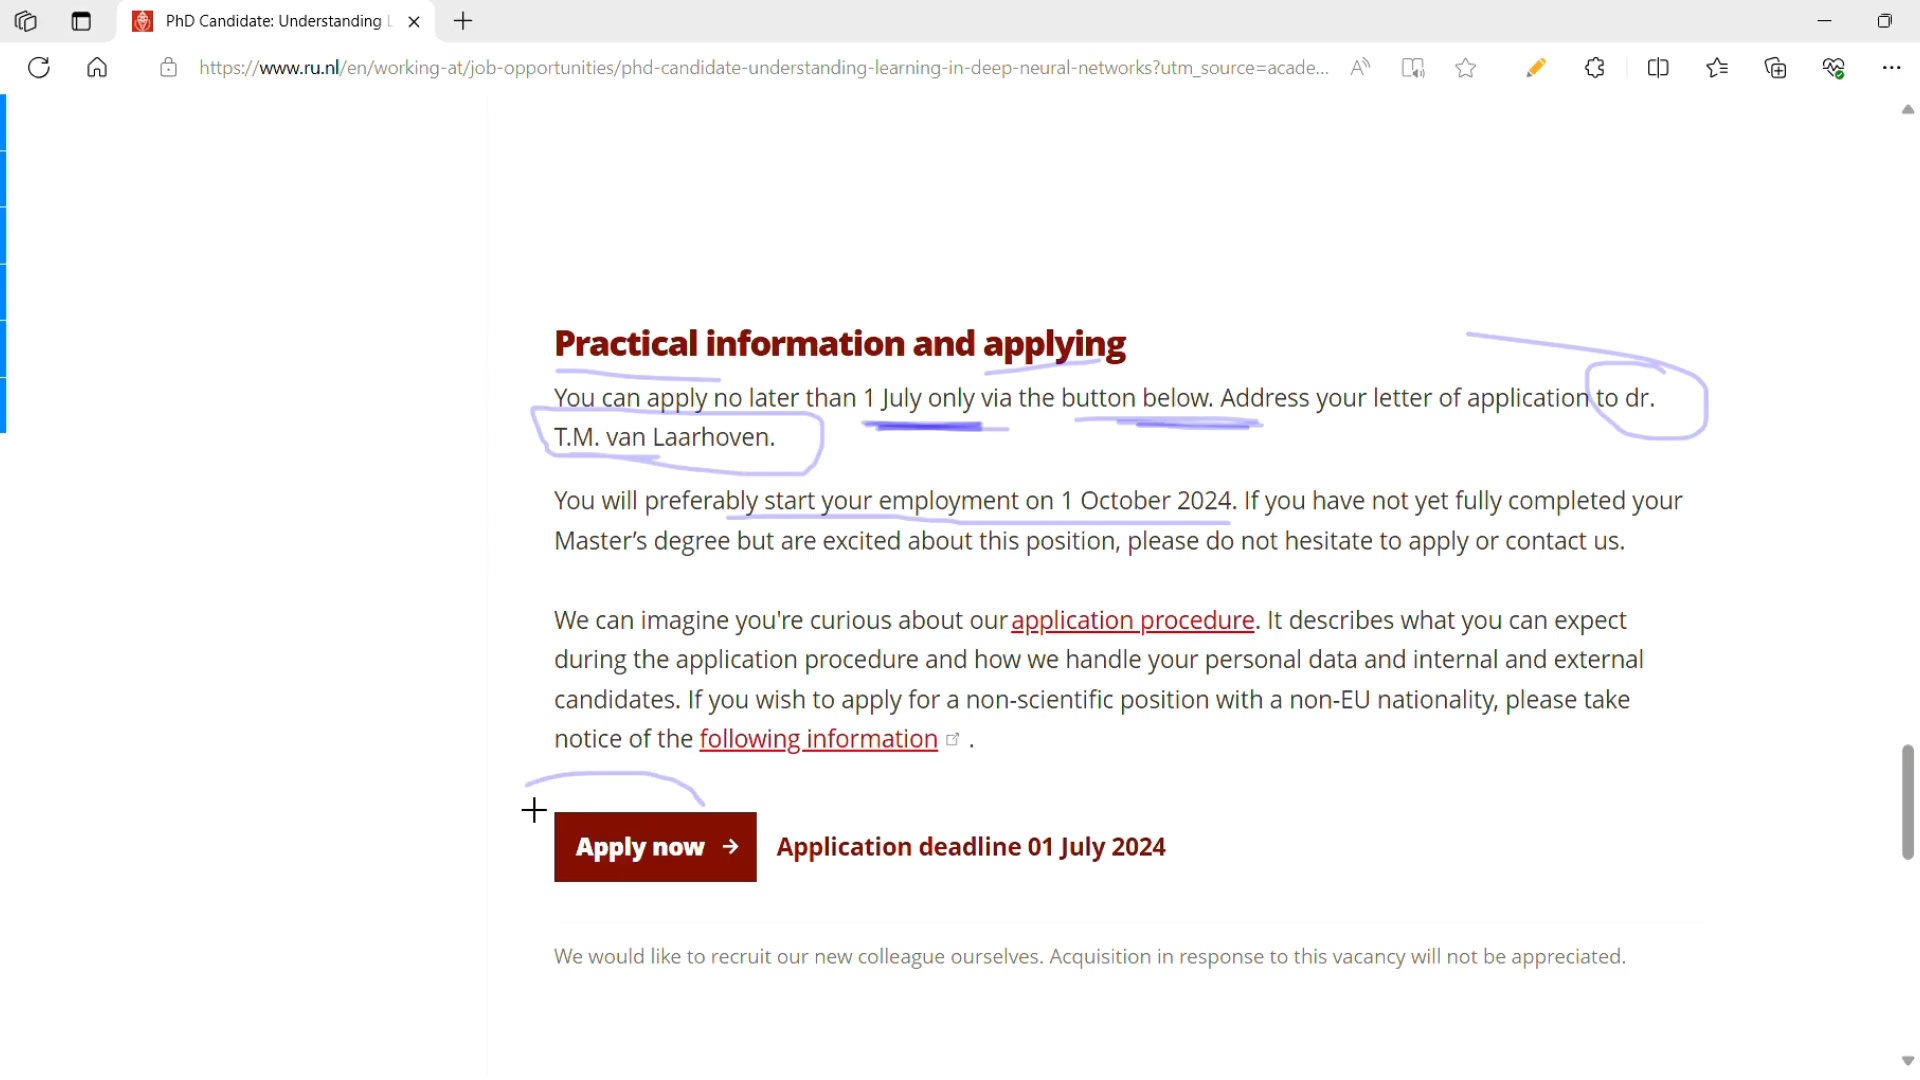 PhD Candidate: Understanding L
https://www.ru.nl/en/working-at/job-opportunities/phd-candidate-understanding-learning-in-deep-neural-networks?utm_source=acade...
Practical information and applying
You can apply no later than 1 July only via the button below. Address your letter of application to dr.
T.M. van Laarhoven.
You will preferably start your employment on 1 October 2024. If you have not yet fully completed your
Master’s degree but are excited about this position, please do not hesitate to apply or contact us.
We can imagine you're curious about our application procedure. It describes what you can expect
during the application procedure and how we handle your personal data and internal and external
candidates. If you wish to apply for a non-scientific position with a non-EU nationality, please take
notice of the following information .
Apply now → Application deadline 01 July 2024
We would like to recruit our new colleague ourselves. Acquisition in response to this vacancy will not be appreciated.